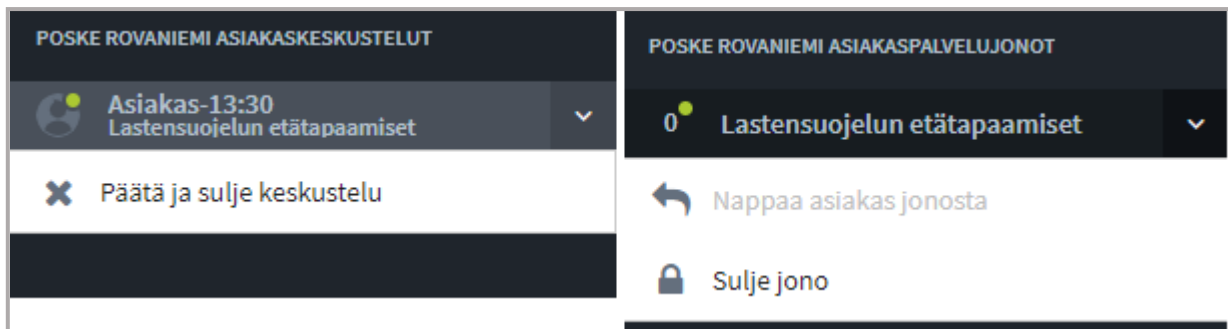 POSKE ROVANIEMI ASIAKASKESKUSTELUT
Asiakas-13:30
Lastensuojelun etätapaamiset
Päätä ja sulje keskustelu
POSKE ROVANIEMI ASIAKASPALVELUJONOT
0 Lastensuojelun etätapaamiset
Nappaa asiakas jonosta
Sulje jono